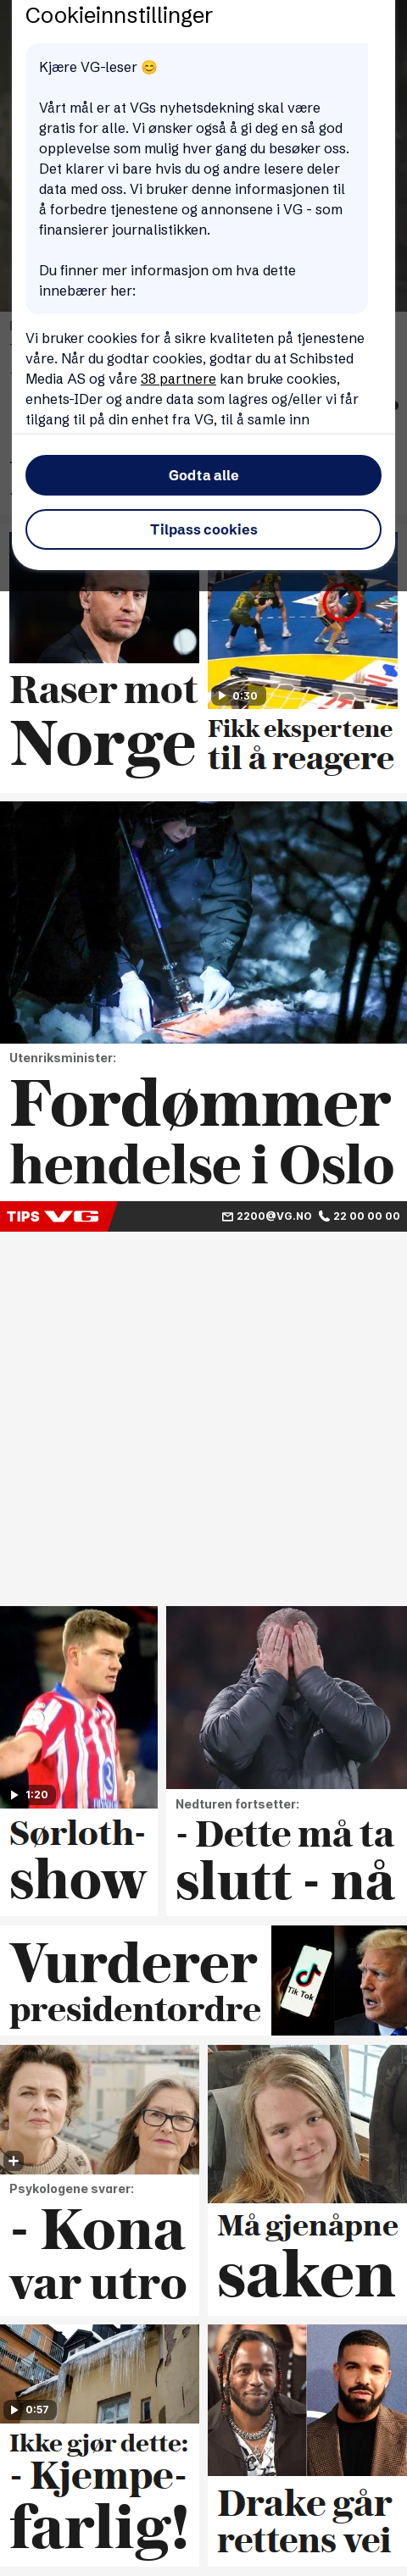 Cookieinnstillinger
Kjære VG-leser 😊
Vårt mål er at VGs nyhetsdekning skal være
gratis for alle. Vi ønsker også å gi deg en så god
opplevelse som mulig hver gang du besøker oss.
Det klarer vi bare hvis du og andre lesere deler
data med oss. Vi bruker denne informasjonen til
å forbedre tjenestene og annonsene i VG - som
finansierer journalistikken.
Du finner mer informasjon om hva dette
innebærer her:
Vi bruker cookies for å sikre kvaliteten på tjenestene
våre. Når du godtar cookies, godtar du at Schibsted
Media AS og våre 38 partnere kan bruke cookies,
enhets-IDer og andre data som lagres og/eller vi får
tilgang til på din enhet fra VG, til å samle inn
Godta alle
Tilpass cookies
Raser mot
Norge
0:30
Fikk ekspertene
til å reagere
Utenriksminister:
Fordømmer
hendelse i Oslo
TIPS VG 2200@VG.NO 22 00 00 00
1:20
Sørloth-
show
Nedturen fortsetter:
- Dette må ta
slutt - nå
Vurderer
presidentordre
Tik Tok
Psykologene svarer:
- Kona
var utro
Må gjenåpne
saken
0:57
Ikke gjør dette:
- Kjempe-
farlig!
Drake går
rettens vei